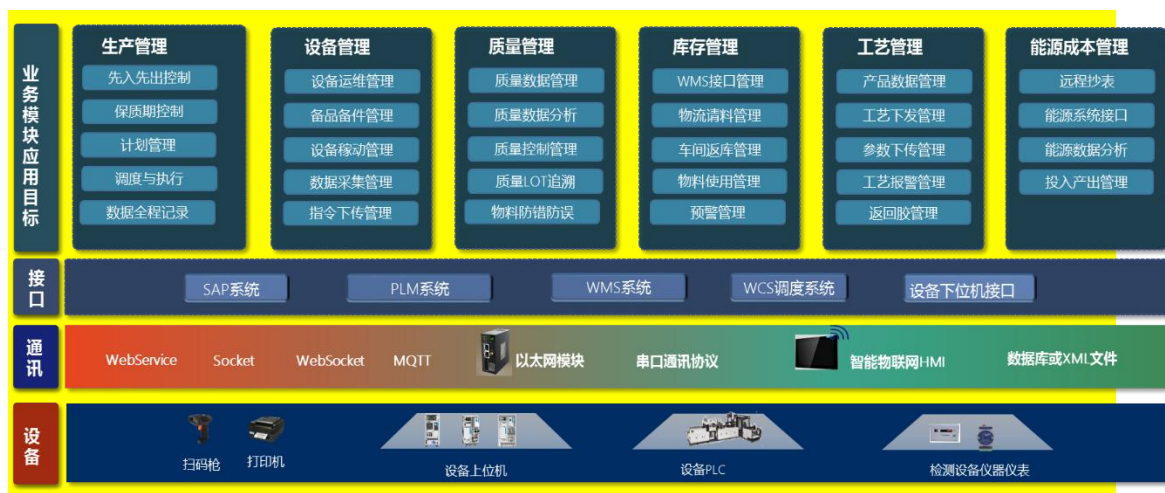 业务模块应用目标
生产管理
先入先出控制
保质期控制
计划管理
调度与执行
数据全程记录
设备管理
设备运维管理
备品备件管理
设备稼动管理
数据采集管理
指令下传管理
质量管理
质量数据管理
质量数据分析
质量控制管理
质量LOT追溯
物料防错防误
库存管理
WMS接口管理
物流请料管理
车间返库管理
物料使用管理
预警管理
工艺管理
产品数据管理
工艺下发管理
参数下传管理
工艺报警管理
返回胶管理
能源成本管理
远程抄表
能源系统接口
能源数据分析
投入产出管理
接口
SAP系统
PLM系统
WMS系统
WCS调度系统
设备下位机接口
通讯
WebService
Socket
WebSocket
MQTT
以太网模块
串口通讯协议
智能物联网HMI
数据库或XML文件
设备
扫码枪
打印机
设备上位机
设备PLC
检测设备仪器仪表